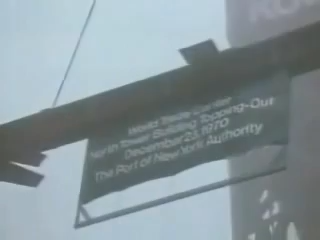 World Trade Center
North Tower Building Topping-Out
December 23, 1970
The Port of New York Authority